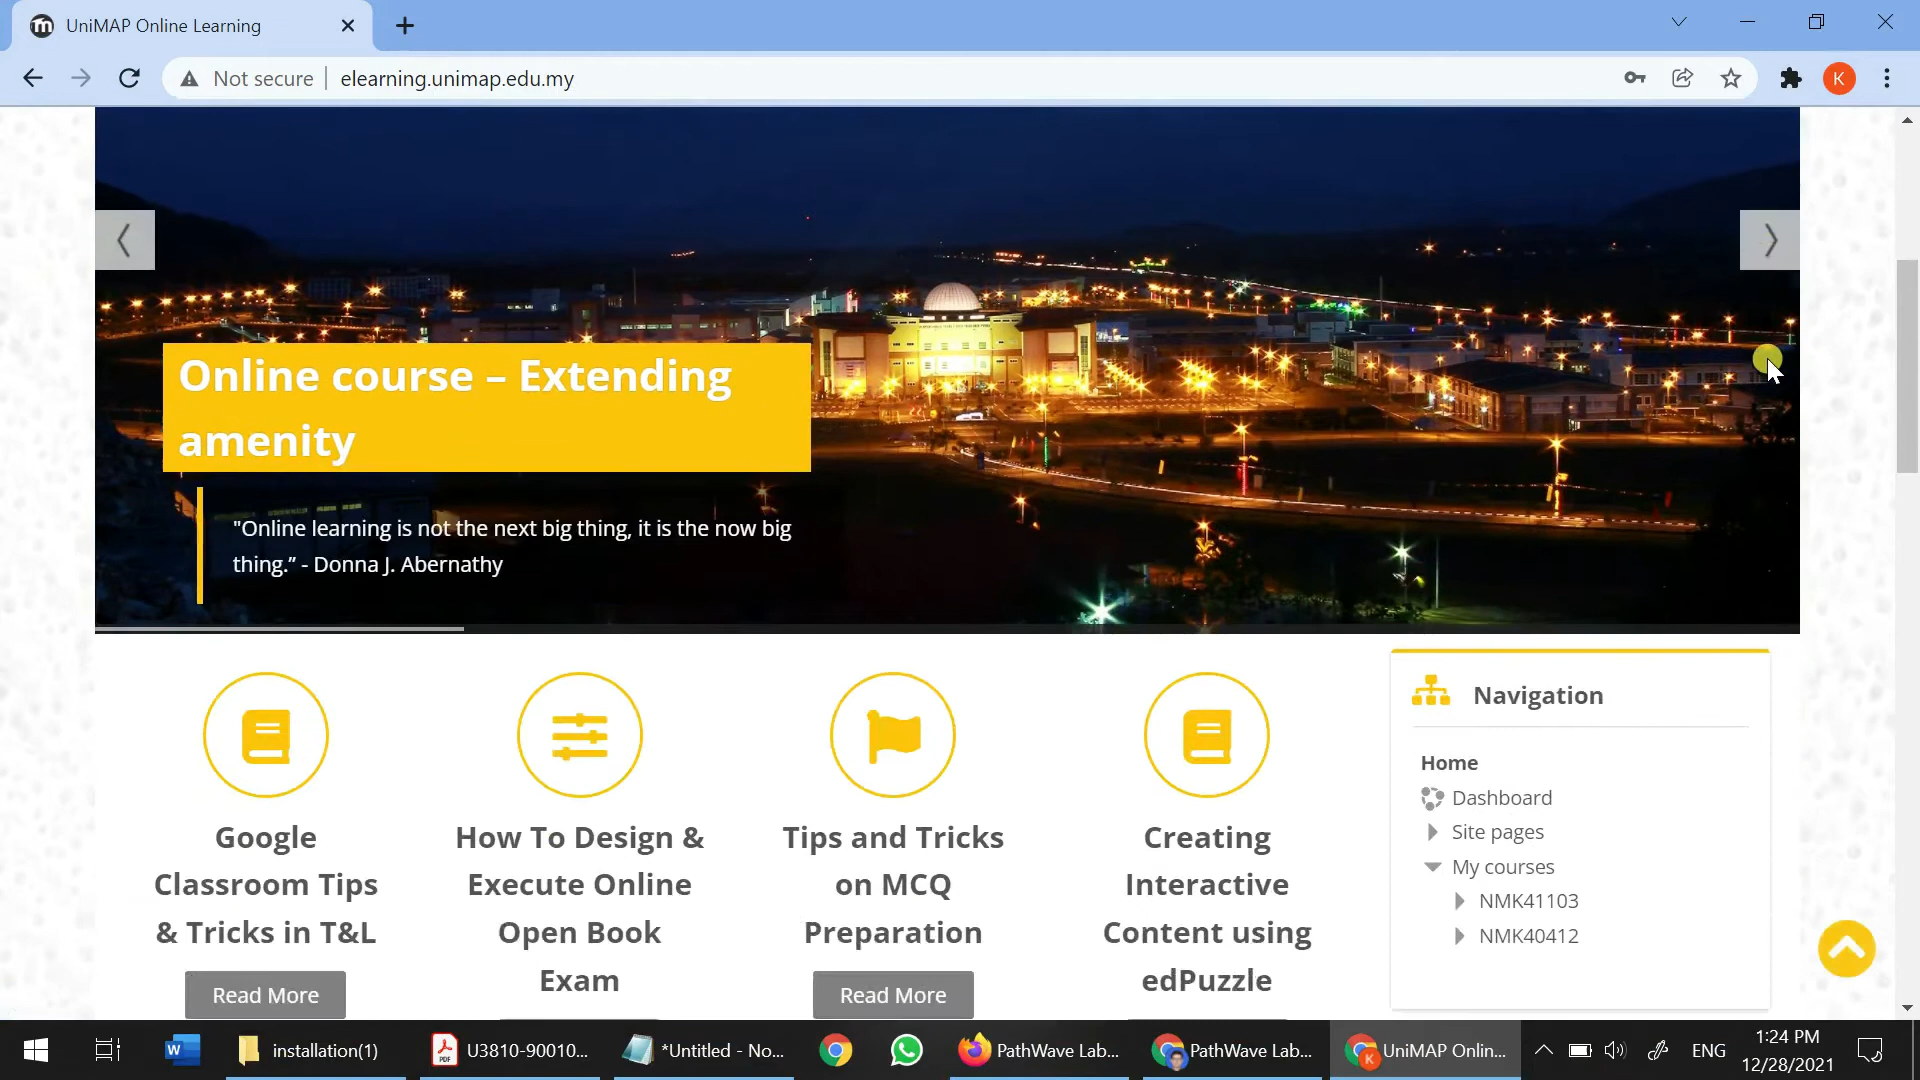 UniMAP Online Learning
Not secure
elearning.unimap.edu.my
K
Online course – Extending
amenity
"Online learning is not the next big thing, it is the now big
thing.” - Donna J. Abernathy
Google
Classroom Tips
& Tricks in T&L
Read More
How To Design &
Execute Online
Open Book
Exam
Tips and Tricks
on MCQ
Preparation
Read More
Creating
Interactive
Content using
edPuzzle
Navigation
Home
Dashboard
Site pages
My courses
NMK41103
NMK40412
installation(1)
U3810-90010...
*Untitled - No...
PathWave Lab...
PathWave Lab...
UniMAP Onlin...
ENG
1:24 PM
12/28/2021